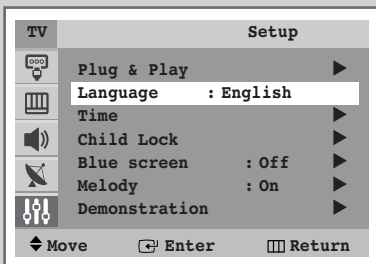 TV Setup
Plug & Play
Language : English
Time
Child Lock
Blue screen : Off
Melody : On
Demonstration
Move Enter Return